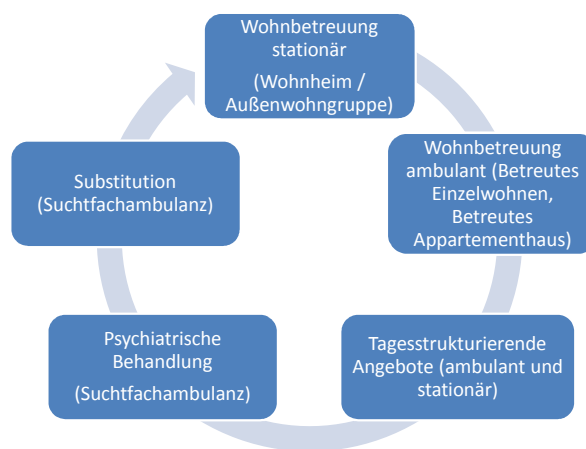 Wohnbetreuung
stationär
(Wohnheim /
Außenwohngruppe)
Wohnbetreuung
ambulant (Betreutes
Einzelwohnen,
Betreutes
Appartementhaus)
Tagesstrukturierende
Angebote (ambulant und
stationär)
Psychiatrische
Behandlung
(Suchtfachambulanz)
Substitution
(Suchtfachambulanz)